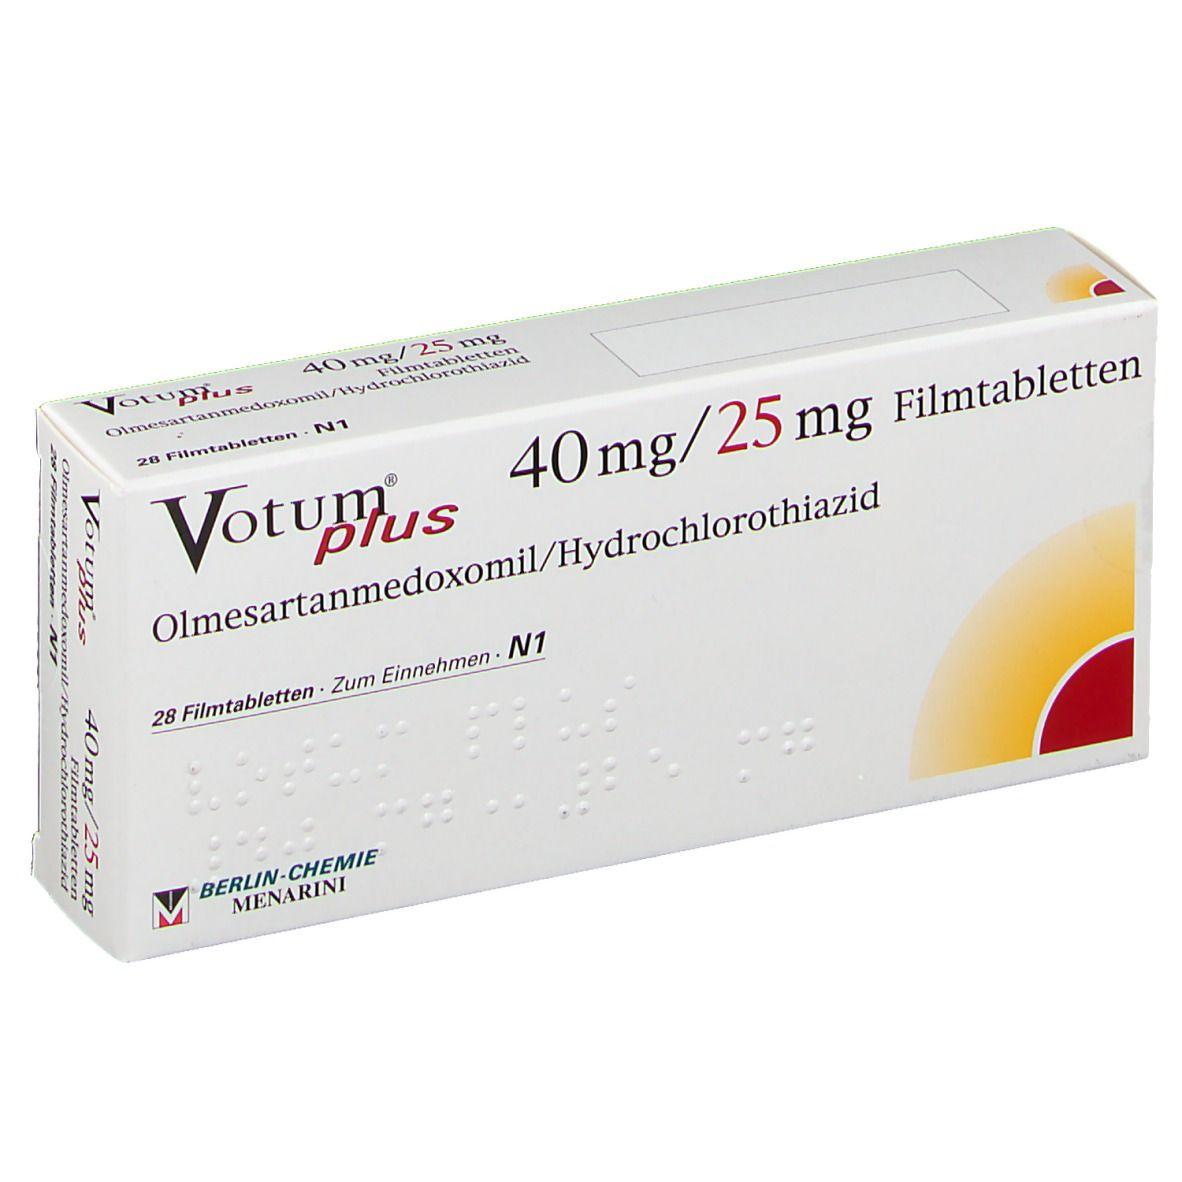 Votum® plus 40 mg/25 mg
Filmtabletten
Olmesartanmedoxomil/Hydrochlorothiazid
28 Filmtabletten · N1
Votum® plus 40 mg/25 mg Filmtabletten
Olmesartanmedoxomil/Hydrochlorothiazid
28 Filmtabletten · Zum Einnehmen · N1
BERLIN-CHEMIE
MENARINI
Votum® plus 40 mg/25 mg
Filmtabletten
Olmesartanmedoxomil/Hydrochlorothiazid
28 Filmtabletten · N1